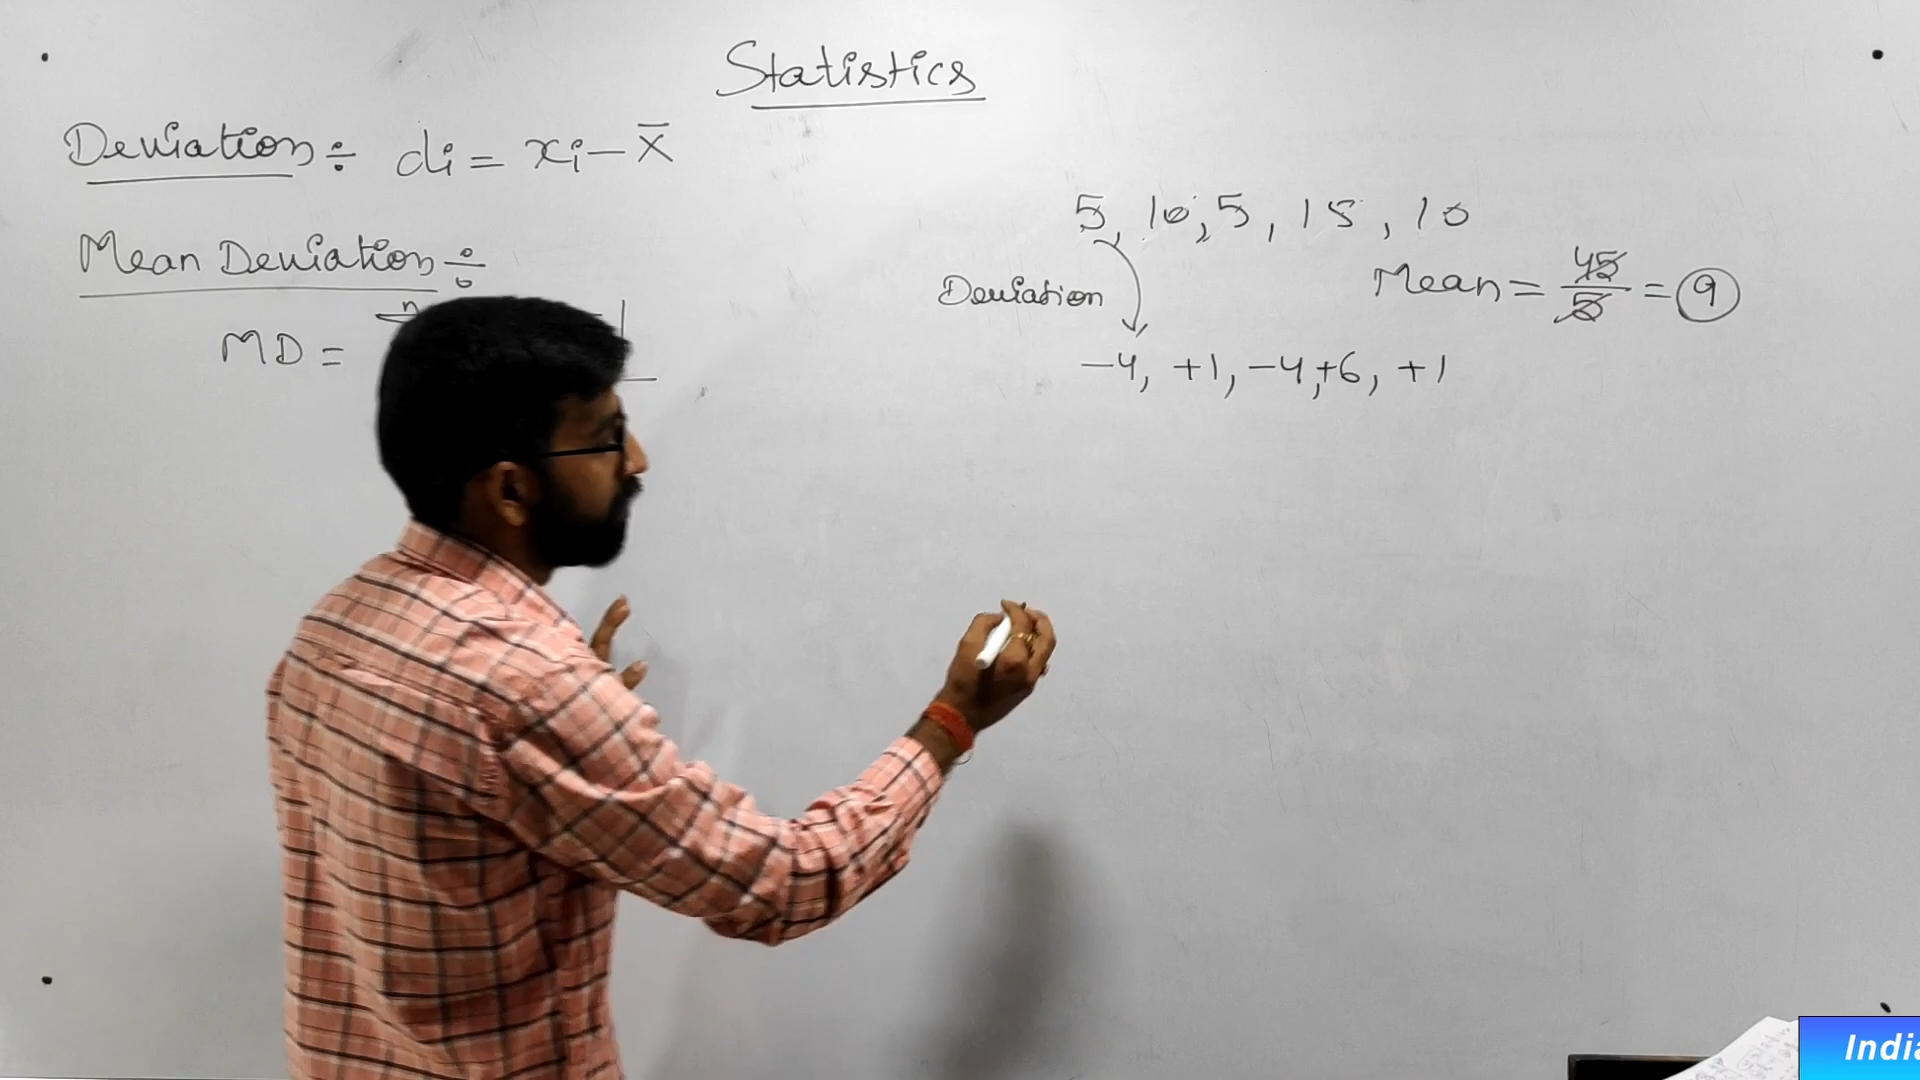 Statistics
Deviation ÷ di = xi − x̄
5, 10, 5, 15, 10
Mean Deviation ÷
Deviation
Mean = 45/5 = 9
MD =
n
−4, +1, −4, +6, +1
India